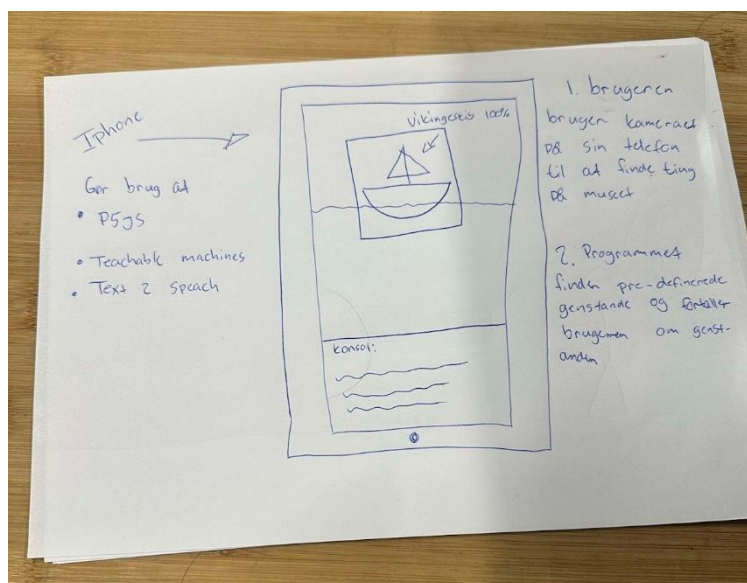 Iphone
Gør brug af
• P5JS
• Teachable machines
• Text 2 Speach
Vikingeskib 100%
Konsol:
1. brugeren
bruger kameraet
på sin telefon
til at finde ting
på museet
2. Programmet
finder pre-definerede
genstande og fortæller
brugeren om genst-
anden